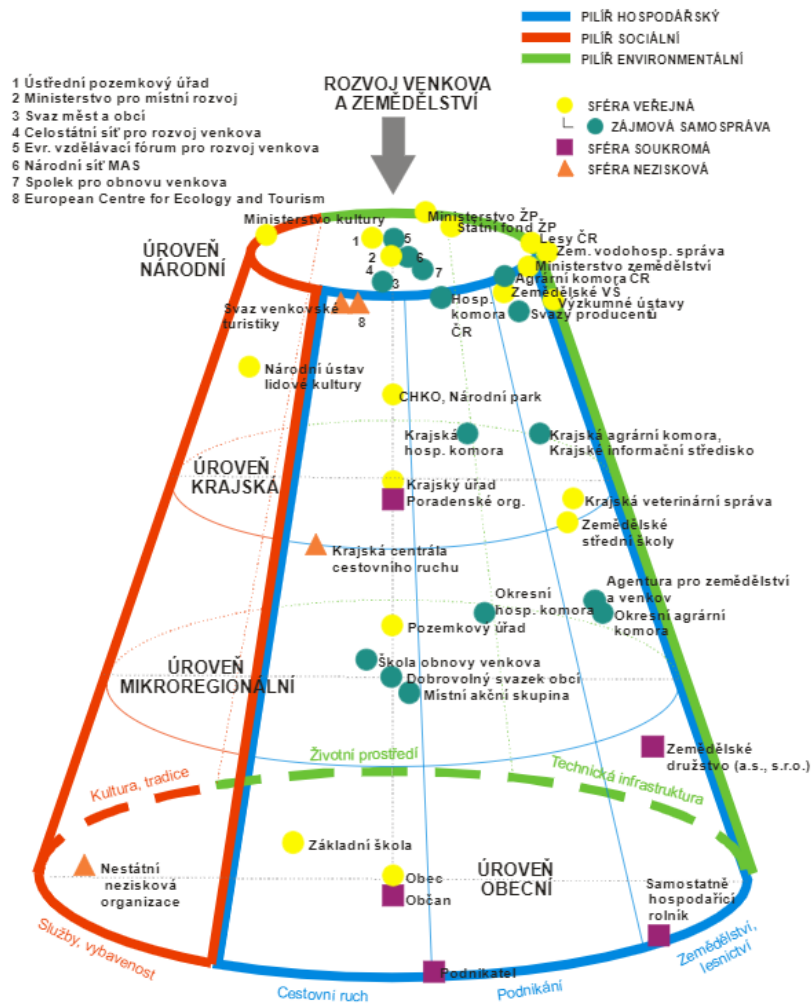 PILÍŘ HOSPODÁŘSKÝ
PILÍŘ SOCIÁLNÍ
PILÍŘ ENVIRONMENTÁLNÍ
1 Ústřední pozemkový úřad
2 Ministerstvo pro místní rozvoj
3 Svaz měst a obcí
4 Celostátní síť pro rozvoj venkova
5 Evr. vzdělávací fórum pro rozvoj venkova
6 Národní síť MAS
7 Spolek pro obnovu venkova
8 European Centre for Ecology and Tourism
ROZVOJ VENKOVA
A ZEMĚDĚLSTVÍ
SFÉRA VEŘEJNÁ
ZÁJMOVÁ SAMOSPRÁVA
SFÉRA SOUKROMÁ
SFÉRA NEZISKOVÁ
Ministerstvo kultury
Ministerstvo ŽP
Státní fond ŽP
Lesy ČR
Zem. vodohosp. správa
Ministerstvo zemědělství
Agrární komora ČR
Zemědělské VS
Výzkumné ústavy
Svazy producentů
ÚROVEŇ
NÁRODNÍ
1
5
2
6
4
7
3
Hosp.
komora
ČR
Svaz venkovské
turistiky
8
Národní ústav
lidové kultury
CHKO, Národní park
Krajská
hosp. komora
Krajská agrární komora,
Krajské informační středisko
ÚROVEŇ
KRAJSKÁ
Krajský úřad
Poradenské org.
Krajská veterinární správa
Zemědělské
střední školy
Krajská centrála
cestovního ruchu
Okresní
hosp. komora
Agentura pro zemědělství
a venkov
Okresní agrární
komora
Pozemkový úřad
ÚROVEŇ
MIKROREGIONÁLNÍ
Škola obnovy venkova
Dobrovolný svazek obcí
Místní akční skupina
Zemědělské
družstvo (a.s., s.r.o.)
Životní prostředí
Kultura, tradice
Technická infrastruktura
Základní škola
Nestátní
nezisková
organizace
Obec
Občan
ÚROVEŇ
OBECNÍ
Samostatně
hospodařící
rolník
Služby, vybavenost
Podnikatel
Cestovní ruch
Podnikání
Zemědělství,
lesnictví